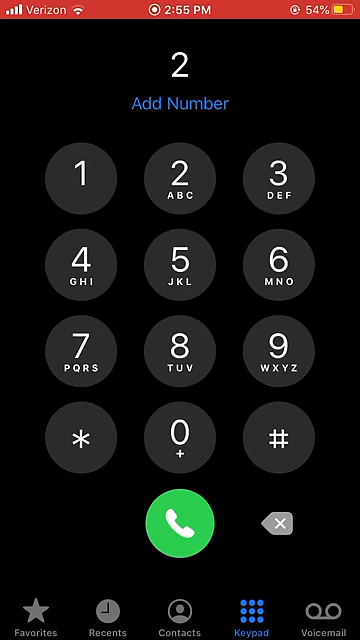 Verizon 2:55 PM 54%
2
Add Number
1 2 3
ABC DEF
4 5 6
GHI JKL MNO
7 8 9
PQRS TUV WXYZ
* 0 #
+
Favorites Recents Contacts Keypad Voicemail